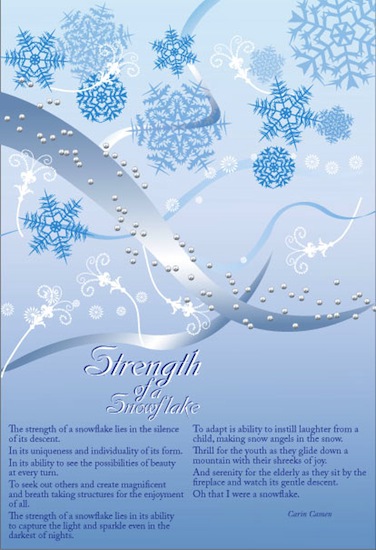 Strength
of a
Snowflake
The strength of a snowflake lies in the silence
of its descent.
In its uniqueness and individuality of its form.
In its ability to see the possibilities of beauty
at every turn.
To seek out others and create magnificent
and breath taking structures for the enjoyment
of all.
The strength of a snowflake lies in its ability
to capture the light and sparkle even in the
darkest of nights.
To adapt is ability to instill laughter from a
child, making snow angels in the snow.
Thrill for the youth as they glide down a
mountain with their shreeks of joy.
And serenity for the elderly as they sit by the
fireplace and watch its gentle descent.
Oh that I were a snowflake.
Carin Camen